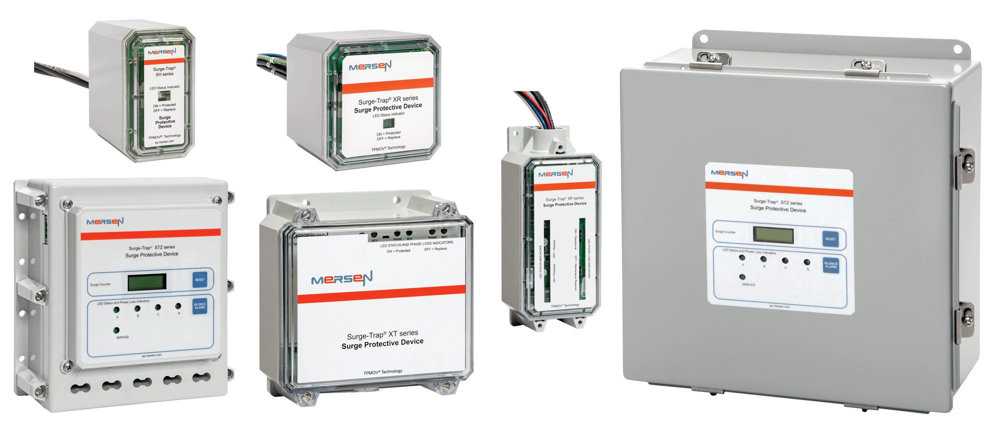 MERSEN
Surge-Trap® XH series
LED Status Indicator
ON = Protected
OFF = Replace
Surge
Protective
Device
TPMOV® Technology
ep.mersen.com
MERSEN
Surge-Trap® XR series
Surge Protective Device
LED Status Indicator
ON = Protected
OFF = Replace
TPMOV® Technology
MERSEN
Surge-Trap® XP series
Surge Protective Device
LED STATUS INDICATORS
ON = Protected OFF = Replace
ON = Operational OFF = Maintenance Required
LED PHASE LOSS INDICATORS
TPMOV® Technology
MERSEN
Surge-Trap® STZ series
Surge Protective Device
Surge Counter
RESET
LED Status and Phase Loss Indicators
SILENCE
ALARM
A B C N
SERVICE
ep.mersen.com
A B C N G
MOV PHASE MOV PHASE MOV
LED STATUS AND PHASE LOSS INDICATORS
ON = Protected OFF = Replace
MERSEN
Surge-Trap® XT series
Surge Protective Device
TPMOV® Technology
MERSEN
Surge-Trap® STZ series
Surge Protective Device
Surge Counter
RESET
LED Status and Phase Loss Indicators
SILENCE
ALARM
A B C N
SERVICE
ep.mersen.com